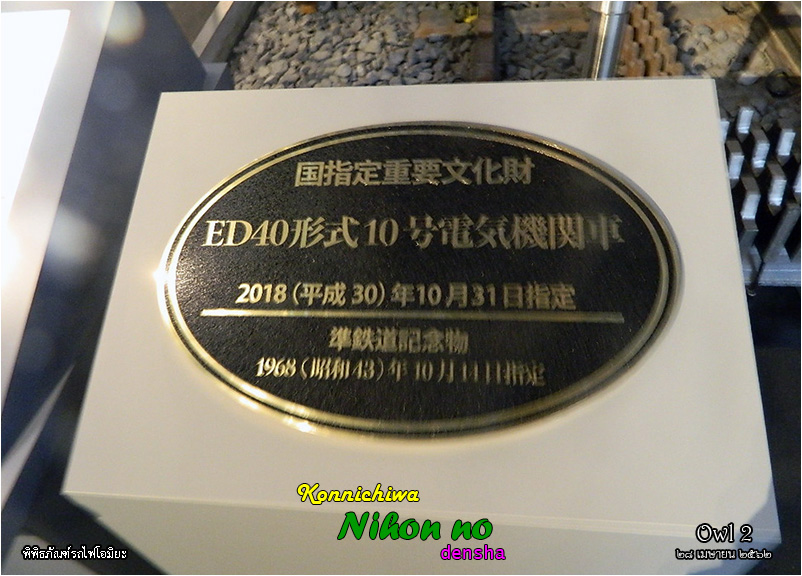 国指定重要文化財
ED40形式10号電気機関車
2018(平成30)年10月31日指定
準鉄道記念物
1968(昭和43)年10月14日指定
Konnichiwa
Nihon no
densha
พิพิธภัณฑ์รถไฟโอมิยะ
Owl 2
๒๘ เมษายน ๒๕๖๒